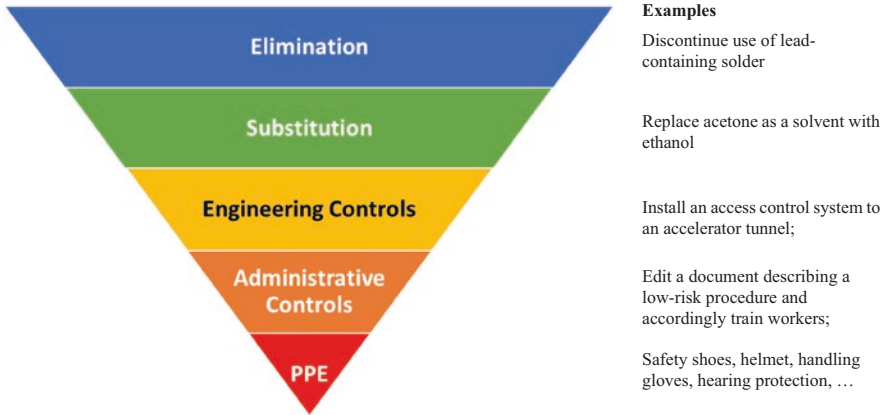 Examples
Elimination
Discontinue use of lead-
containing solder
Substitution
Replace acetone as a solvent with
ethanol
Engineering Controls
Install an access control system to
an accelerator tunnel;
Administrative
Controls
Edit a document describing a
low-risk procedure and
accordingly train workers;
PPE
Safety shoes, helmet, handling
gloves, hearing protection, …